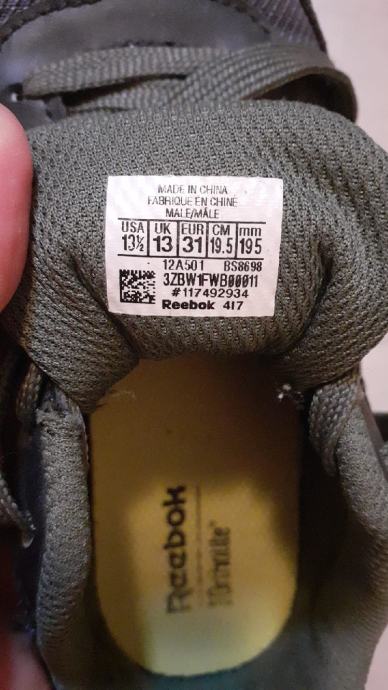 MADE IN CHINA
FABRIQUE EN CHINE
MALE/MÂLE
USA UK EUR CM mm
13½ 13 31 19.5 195
12A501 BS8698
3ZBW1FWB00011
#117492934
Reebok 417
Reebok
Ortholite